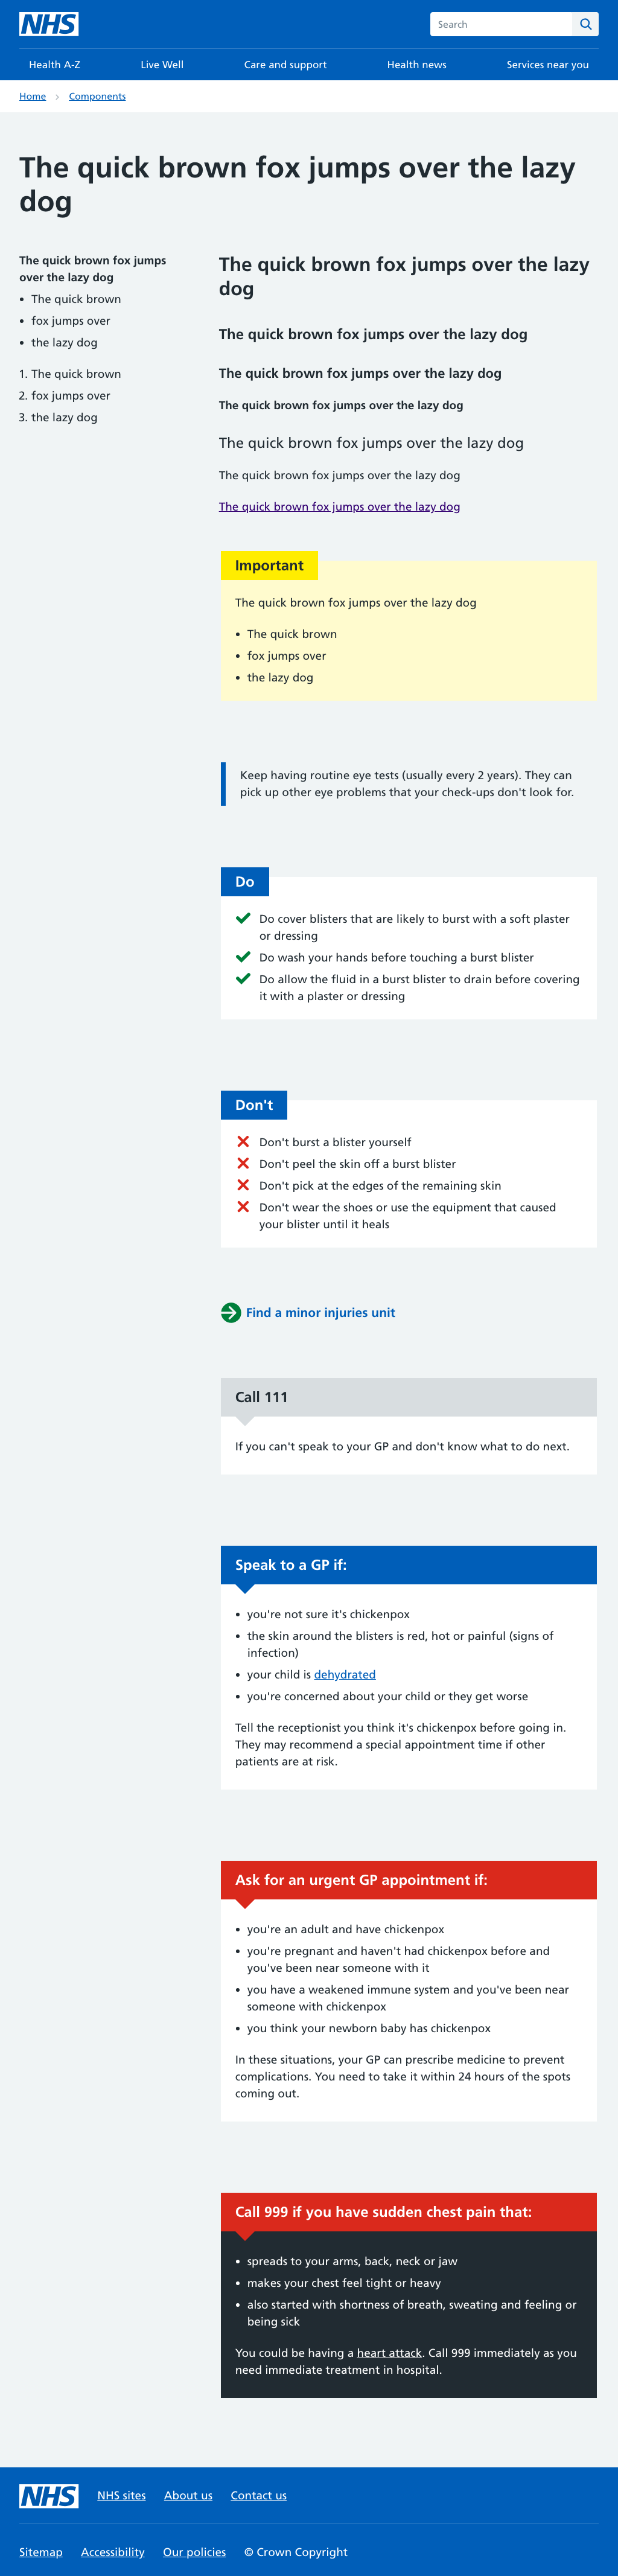 NHS
Search
Health A-Z
Live Well
Care and support
Health news
Services near you
Home
Components
The quick brown fox jumps over the lazy
dog
The quick brown fox jumps
over the lazy dog
• The quick brown
• fox jumps over
• the lazy dog
1. The quick brown
2. fox jumps over
3. the lazy dog
The quick brown fox jumps over the lazy
dog
The quick brown fox jumps over the lazy dog
The quick brown fox jumps over the lazy dog
The quick brown fox jumps over the lazy dog
The quick brown fox jumps over the lazy dog
The quick brown fox jumps over the lazy dog
The quick brown fox jumps over the lazy dog
Important
The quick brown fox jumps over the lazy dog
• The quick brown
• fox jumps over
• the lazy dog
Keep having routine eye tests (usually every 2 years). They can
pick up other eye problems that your check-ups don't look for.
Do
Do cover blisters that are likely to burst with a soft plaster
or dressing
Do wash your hands before touching a burst blister
Do allow the fluid in a burst blister to drain before covering
it with a plaster or dressing
Don't
Don't burst a blister yourself
Don't peel the skin off a burst blister
Don't pick at the edges of the remaining skin
Don't wear the shoes or use the equipment that caused
your blister until it heals
Find a minor injuries unit
Call 111
If you can't speak to your GP and don't know what to do next.
Speak to a GP if:
• you're not sure it's chickenpox
• the skin around the blisters is red, hot or painful (signs of
infection)
• your child is dehydrated
• you're concerned about your child or they get worse
Tell the receptionist you think it's chickenpox before going in.
They may recommend a special appointment time if other
patients are at risk.
Ask for an urgent GP appointment if:
• you're an adult and have chickenpox
• you're pregnant and haven't had chickenpox before and
you've been near someone with it
• you have a weakened immune system and you've been near
someone with chickenpox
• you think your newborn baby has chickenpox
In these situations, your GP can prescribe medicine to prevent
complications. You need to take it within 24 hours of the spots
coming out.
Call 999 if you have sudden chest pain that:
• spreads to your arms, back, neck or jaw
• makes your chest feel tight or heavy
• also started with shortness of breath, sweating and feeling or
being sick
You could be having a heart attack. Call 999 immediately as you
need immediate treatment in hospital.
NHS
NHS sites
About us
Contact us
Sitemap
Accessibility
Our policies
© Crown Copyright